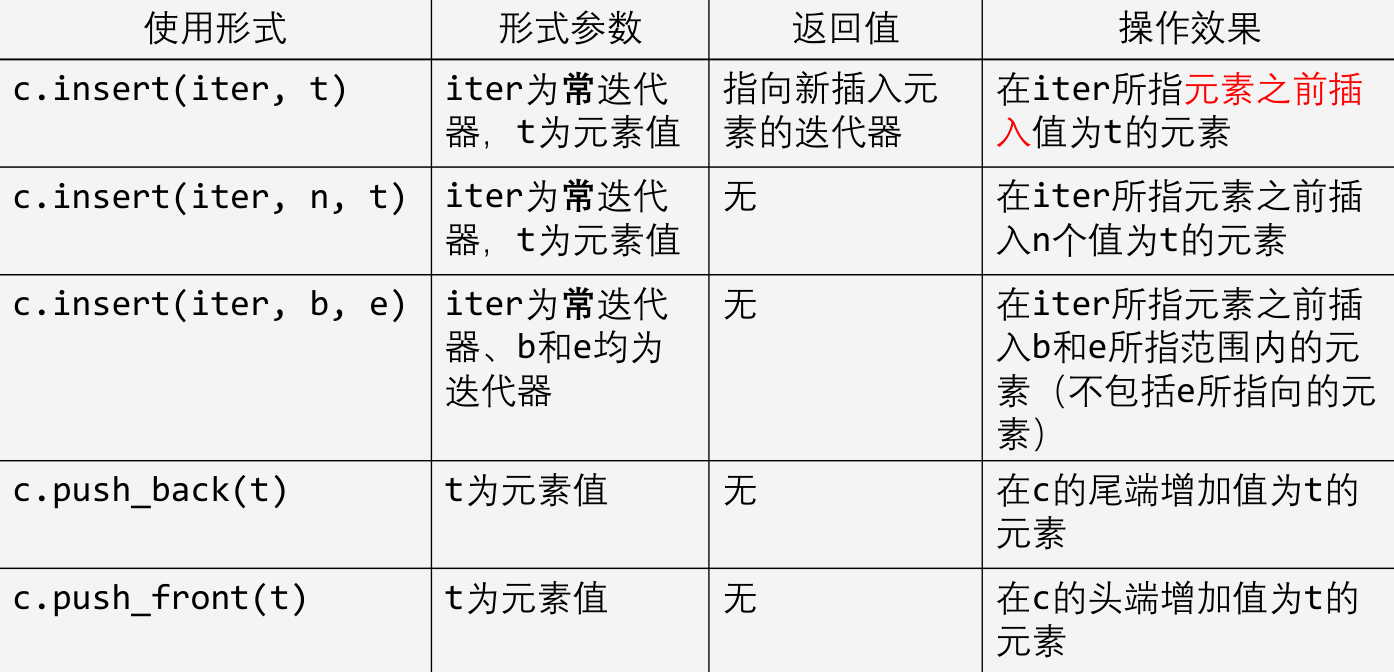 使用形式 形式参数 返回值 操作效果
c.insert(iter, t) iter为常迭代 指向新插入元 在iter所指元素之前插
器，t为元素值 素的迭代器 入值为t的元素
c.insert(iter, n, t) iter为常迭代 无 在iter所指元素之前插
器，t为元素值 入n个值为t的元素
c.insert(iter, b, e) iter为常迭代 无 在iter所指元素之前插
器、b和e均为 入b和e所指范围内的元
迭代器 素（不包括e所指向的元
素）
c.push_back(t) t为元素值 无 在c的尾端增加值为t的
元素
c.push_front(t) t为元素值 无 在c的头端增加值为t的
元素